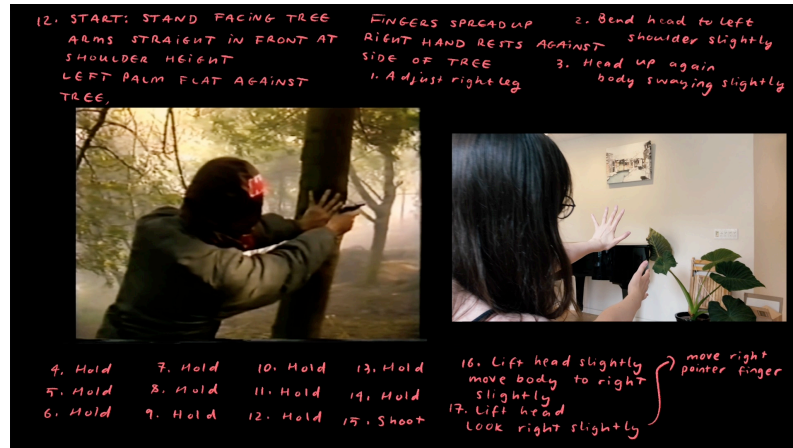 12. START: STAND FACING TREE
ARMS STRAIGHT IN FRONT AT
SHOULDER HEIGHT
LEFT PALM FLAT AGAINST
TREE,
FINGERS SPREAD UP
RIGHT HAND RESTS AGAINST
SIDE OF TREE
1. Adjust right leg
2. Bend head to left
shoulder slightly
3. Head up again
body swaying slightly
4. Hold
5. Hold
6. Hold
7. Hold
8. Hold
9. Hold
10. Hold
11. Hold
12. Hold
13. Hold
14. Hold
15. Shoot
16. Lift head slightly
move body to right
slightly
17. Lift head
look right slightly
move right
pointer finger